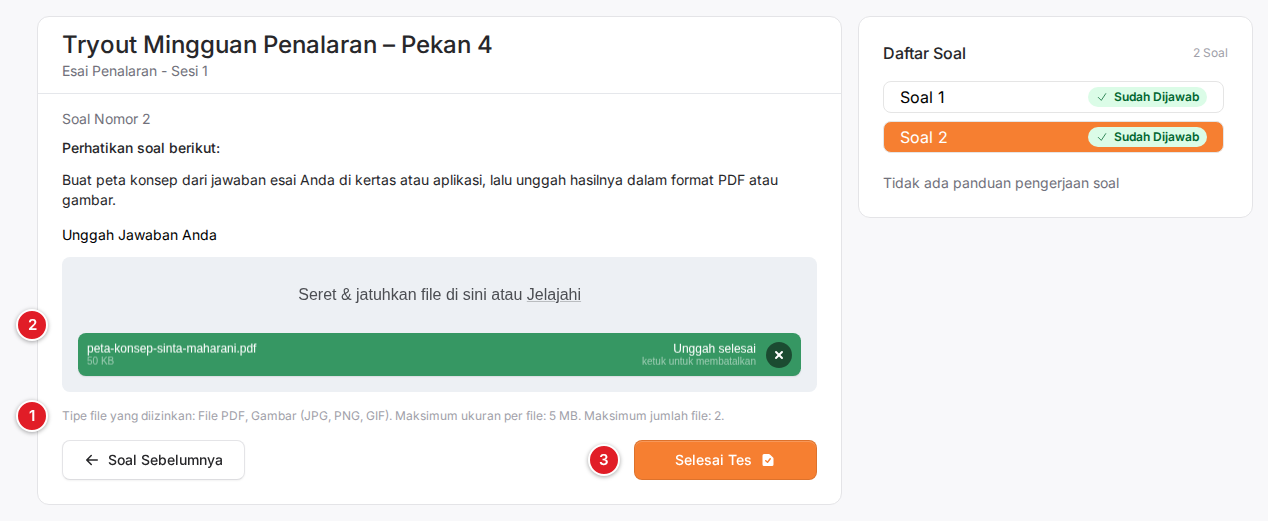 Tryout Mingguan Penalaran – Pekan 4
Esai Penalaran - Sesi 1
Soal Nomor 2
Perhatikan soal berikut:
Buat peta konsep dari jawaban esai Anda di kertas atau aplikasi, lalu unggah hasilnya dalam format PDF atau
gambar.
Unggah Jawaban Anda
Seret & jatuhkan file di sini atau Jelajahi
2
peta-konsep-sinta-maharani.pdf
50 KB
Unggah selesai
ketuk untuk membatalkan
1
Tipe file yang diizinkan: File PDF, Gambar (JPG, PNG, GIF). Maksimum ukuran per file: 5 MB. Maksimum jumlah file: 2.
Soal Sebelumnya
3
Selesai Tes
Daftar Soal
2 Soal
Soal 1
Sudah Dijawab
Soal 2
Sudah Dijawab
Tidak ada panduan pengerjaan soal